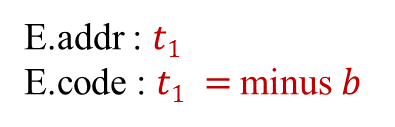 E.addr : t₁
E.code : t₁ = minus b